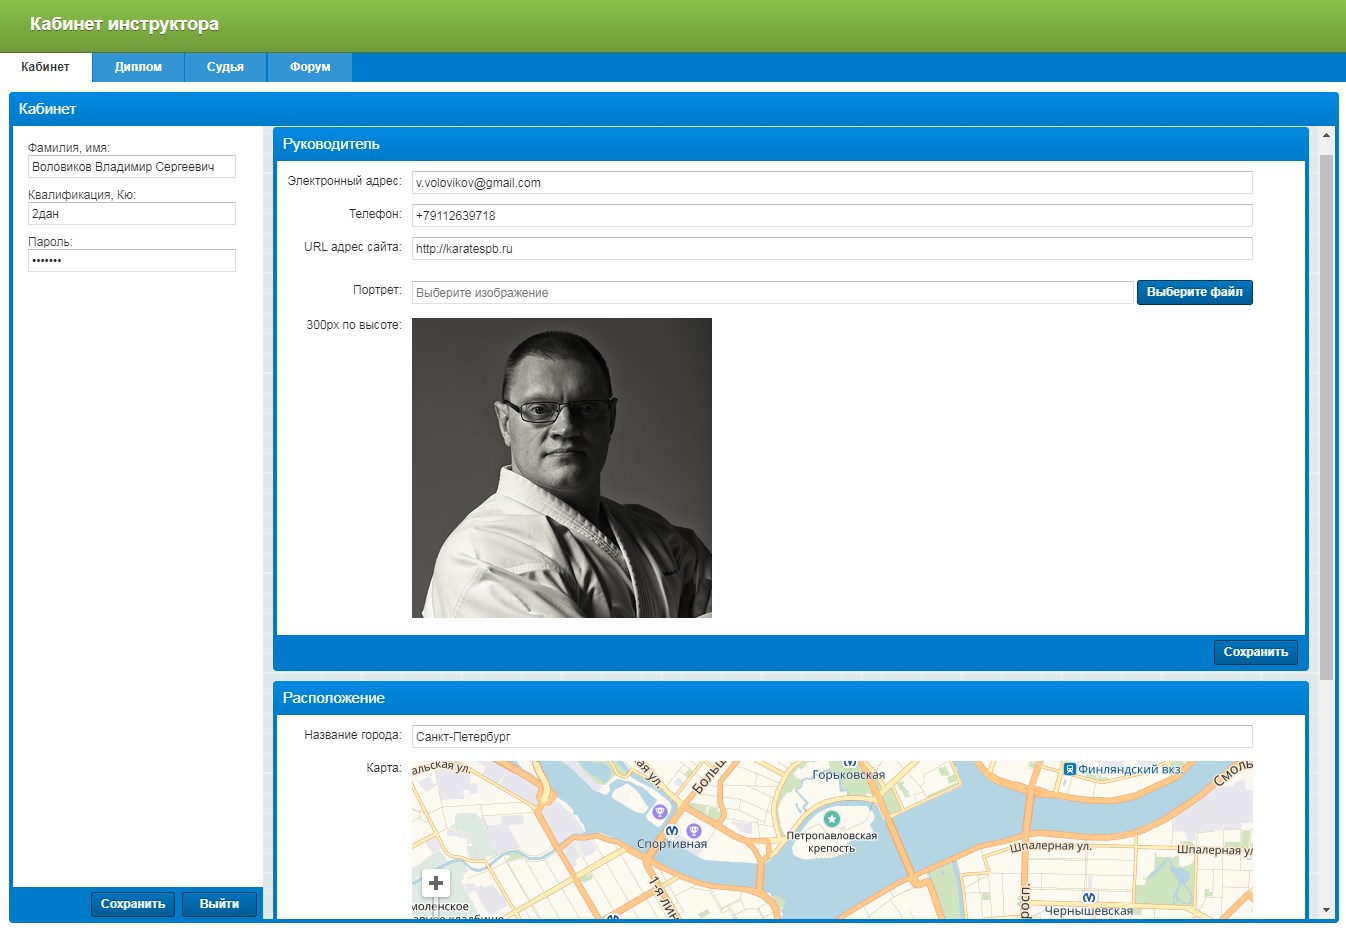 Кабинет инструктора
Кабинет
Диплом
Судья
Форум
Кабинет
Фамилия, имя:
Воловиков Владимир Сергеевич
Квалификация, Кю:
2дан
Пароль:
•••••••
Сохранить
Выйти
Руководитель
Электронный адрес:
v.volovikov@gmail.com
Телефон:
+79112639718
URL адрес сайта:
http://karatespb.ru
Портрет:
Выберите изображение
Выберите файл
300px по высоте:
Сохранить
Расположение
Название города:
Санкт-Петербург
Карта:
альская ул.
ая ул.
Больш
Горьковская
Финляндский вкз.
Смоль
Спортивная
Петропавловская
крепость
Шпалерная ул.
Шпалерная ул
1-я лин
моленское
росп.
Чернышевская